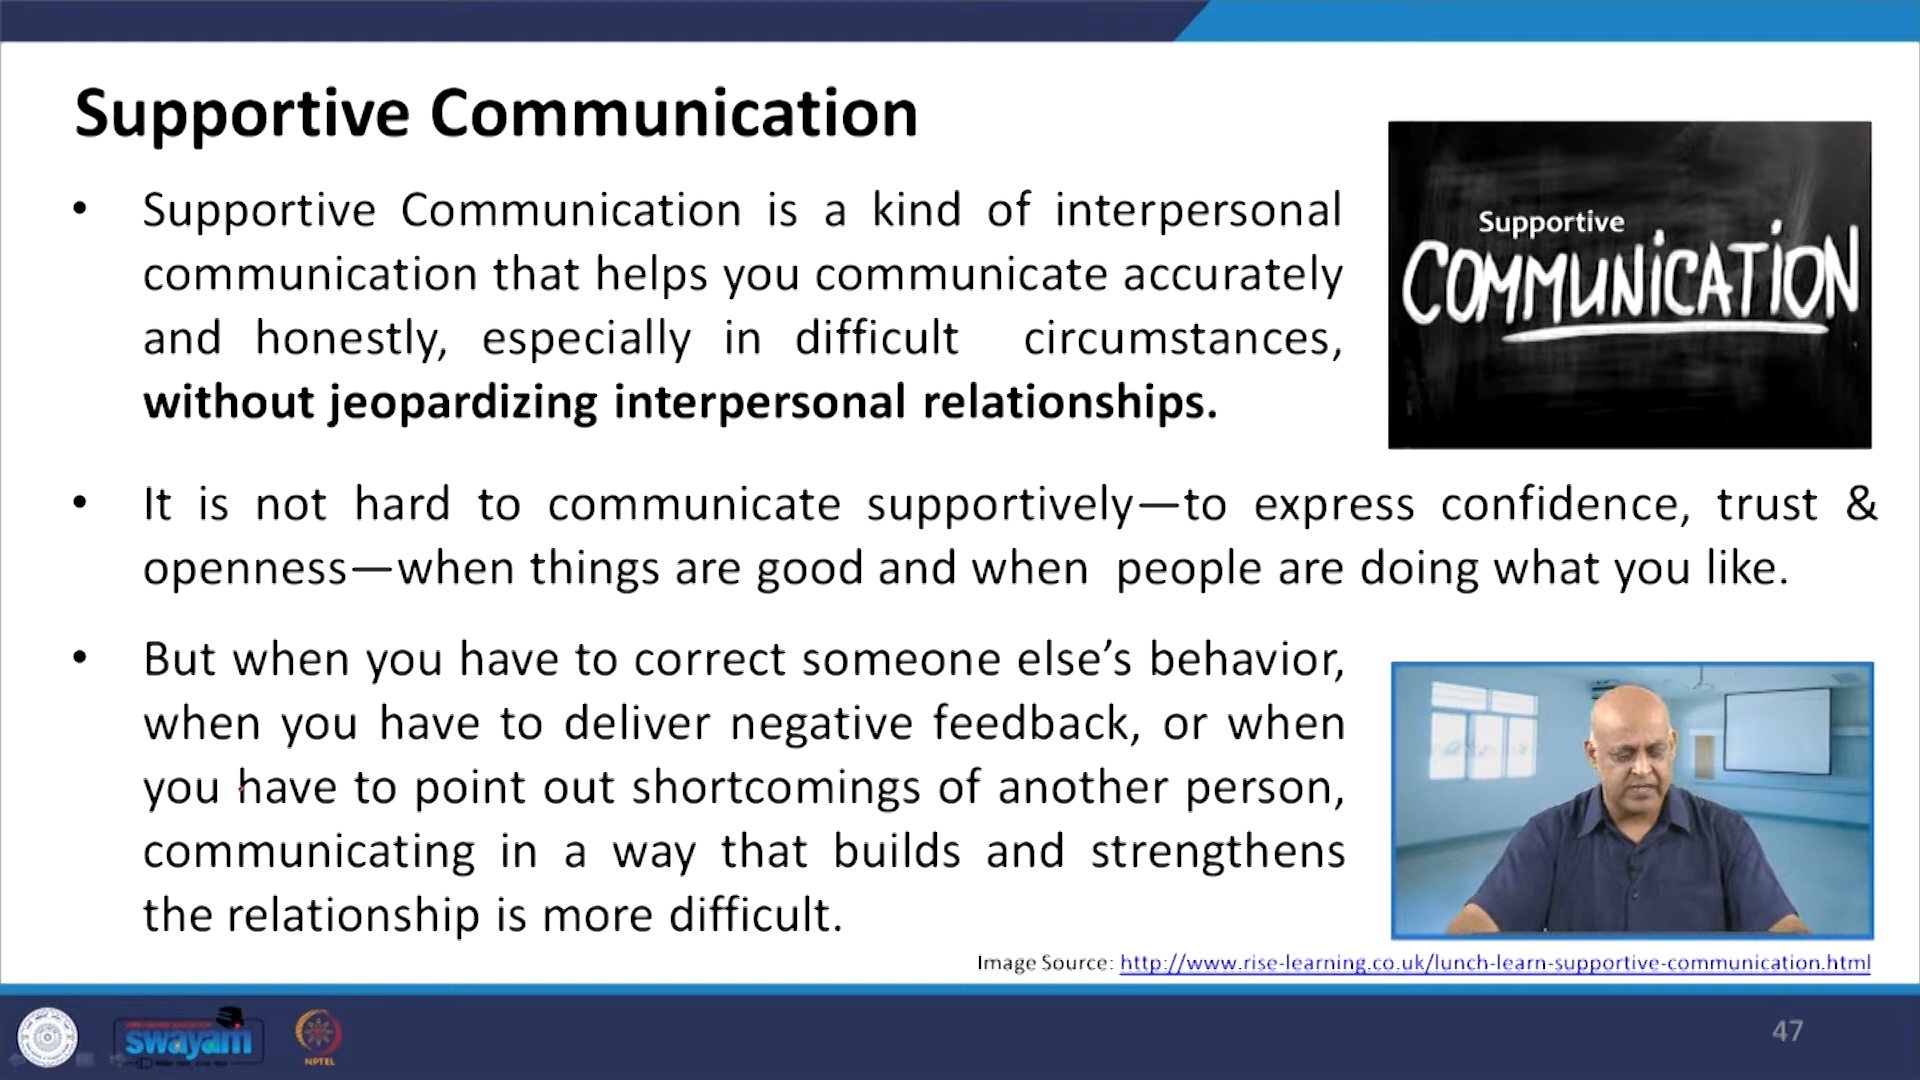 Supportive Communication
• Supportive Communication is a kind of interpersonal
communication that helps you communicate accurately
and honestly, especially in difficult circumstances,
without jeopardizing interpersonal relationships.
Supportive
COMMUNiCATiON
• It is not hard to communicate supportively—to express confidence, trust &
openness—when things are good and when people are doing what you like.
• But when you have to correct someone else’s behavior,
when you have to deliver negative feedback, or when
you have to point out shortcomings of another person,
communicating in a way that builds and strengthens
the relationship is more difficult.
Image Source: http://www.rise-learning.co.uk/lunch-learn-supportive-communication.html
swayam
NPTEL
47